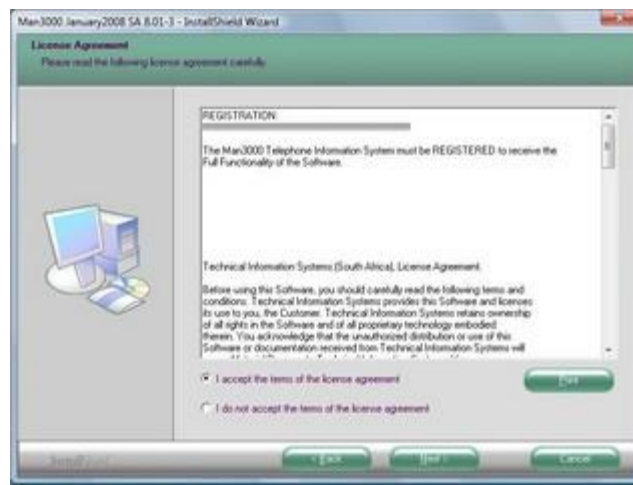 Man3000 January2008 SA 8.01-3 - InstallShield Wizard
License Agreement
Please read the following license agreement carefully.
REGISTRATION
The Man3000 Telephone Information System must be REGISTERED to receive the
Full Functionality of the Software.
Technical Information Systems (South Africa), License Agreement.
Before using this Software, you should carefully read the following terms and
conditions. Technical Information Systems provides this Software and licenses
its use to you, the Customer. Technical Information Systems retains ownership
of all rights in the Software and of all proprietary technology embodied
therein. You acknowledge that the unauthorized distribution or use of this
Software or documentation received from Technical Information Systems will
I accept the terms of the license agreement
Print
I do not accept the terms of the license agreement
InstallShield
< Back
Next >
Cancel